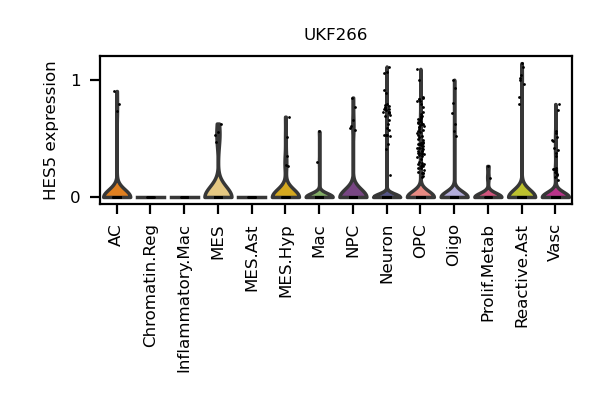 UKF266
HES5 expression
1
0
AC
Chromatin.Reg
Inflammatory.Mac
MES
MES.Ast
MES.Hyp
Mac
NPC
Neuron
OPC
Oligo
Prolif.Metab
Reactive.Ast
Vasc